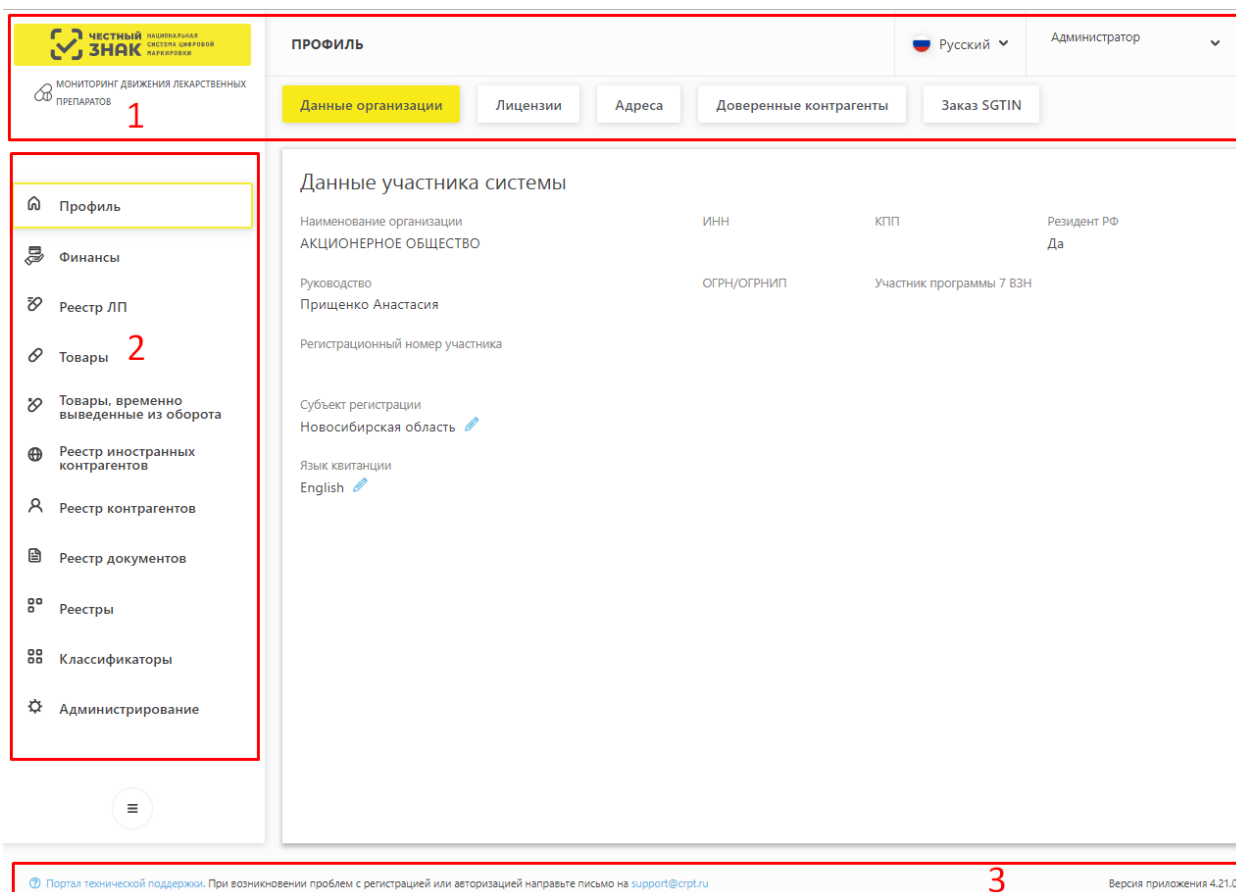 ЧЕСТНЫЙ ЗНАК
НАЦИОНАЛЬНАЯ
СИСТЕМА ЦИФРОВОЙ
МАРКИРОВКИ
МОНИТОРИНГ ДВИЖЕНИЯ ЛЕКАРСТВЕННЫХ
ПРЕПАРАТОВ
1
ПРОФИЛЬ
Русский
Администратор
Данные организации
Лицензии
Адреса
Доверенные контрагенты
Заказ SGTIN
Профиль
Финансы
Реестр ЛП
Товары
2
Товары, временно
выведенные из оборота
Реестр иностранных
контрагентов
Реестр контрагентов
Реестр документов
Реестры
Классификаторы
Администрирование
Данные участника системы
Наименование организации
АКЦИОНЕРНОЕ ОБЩЕСТВО
ИНН
КПП
Резидент РФ
Да
Руководство
Прищенко Анастасия
ОГРН/ОГРНИП
Участник программы 7 ВЗН
Регистрационный номер участника
Субъект регистрации
Новосибирская область
Язык квитанции
English
Портал технической поддержки. При возникновении проблем с регистрацией или авторизацией направьте письмо на support@crpt.ru
3
Версия приложения 4.21.0